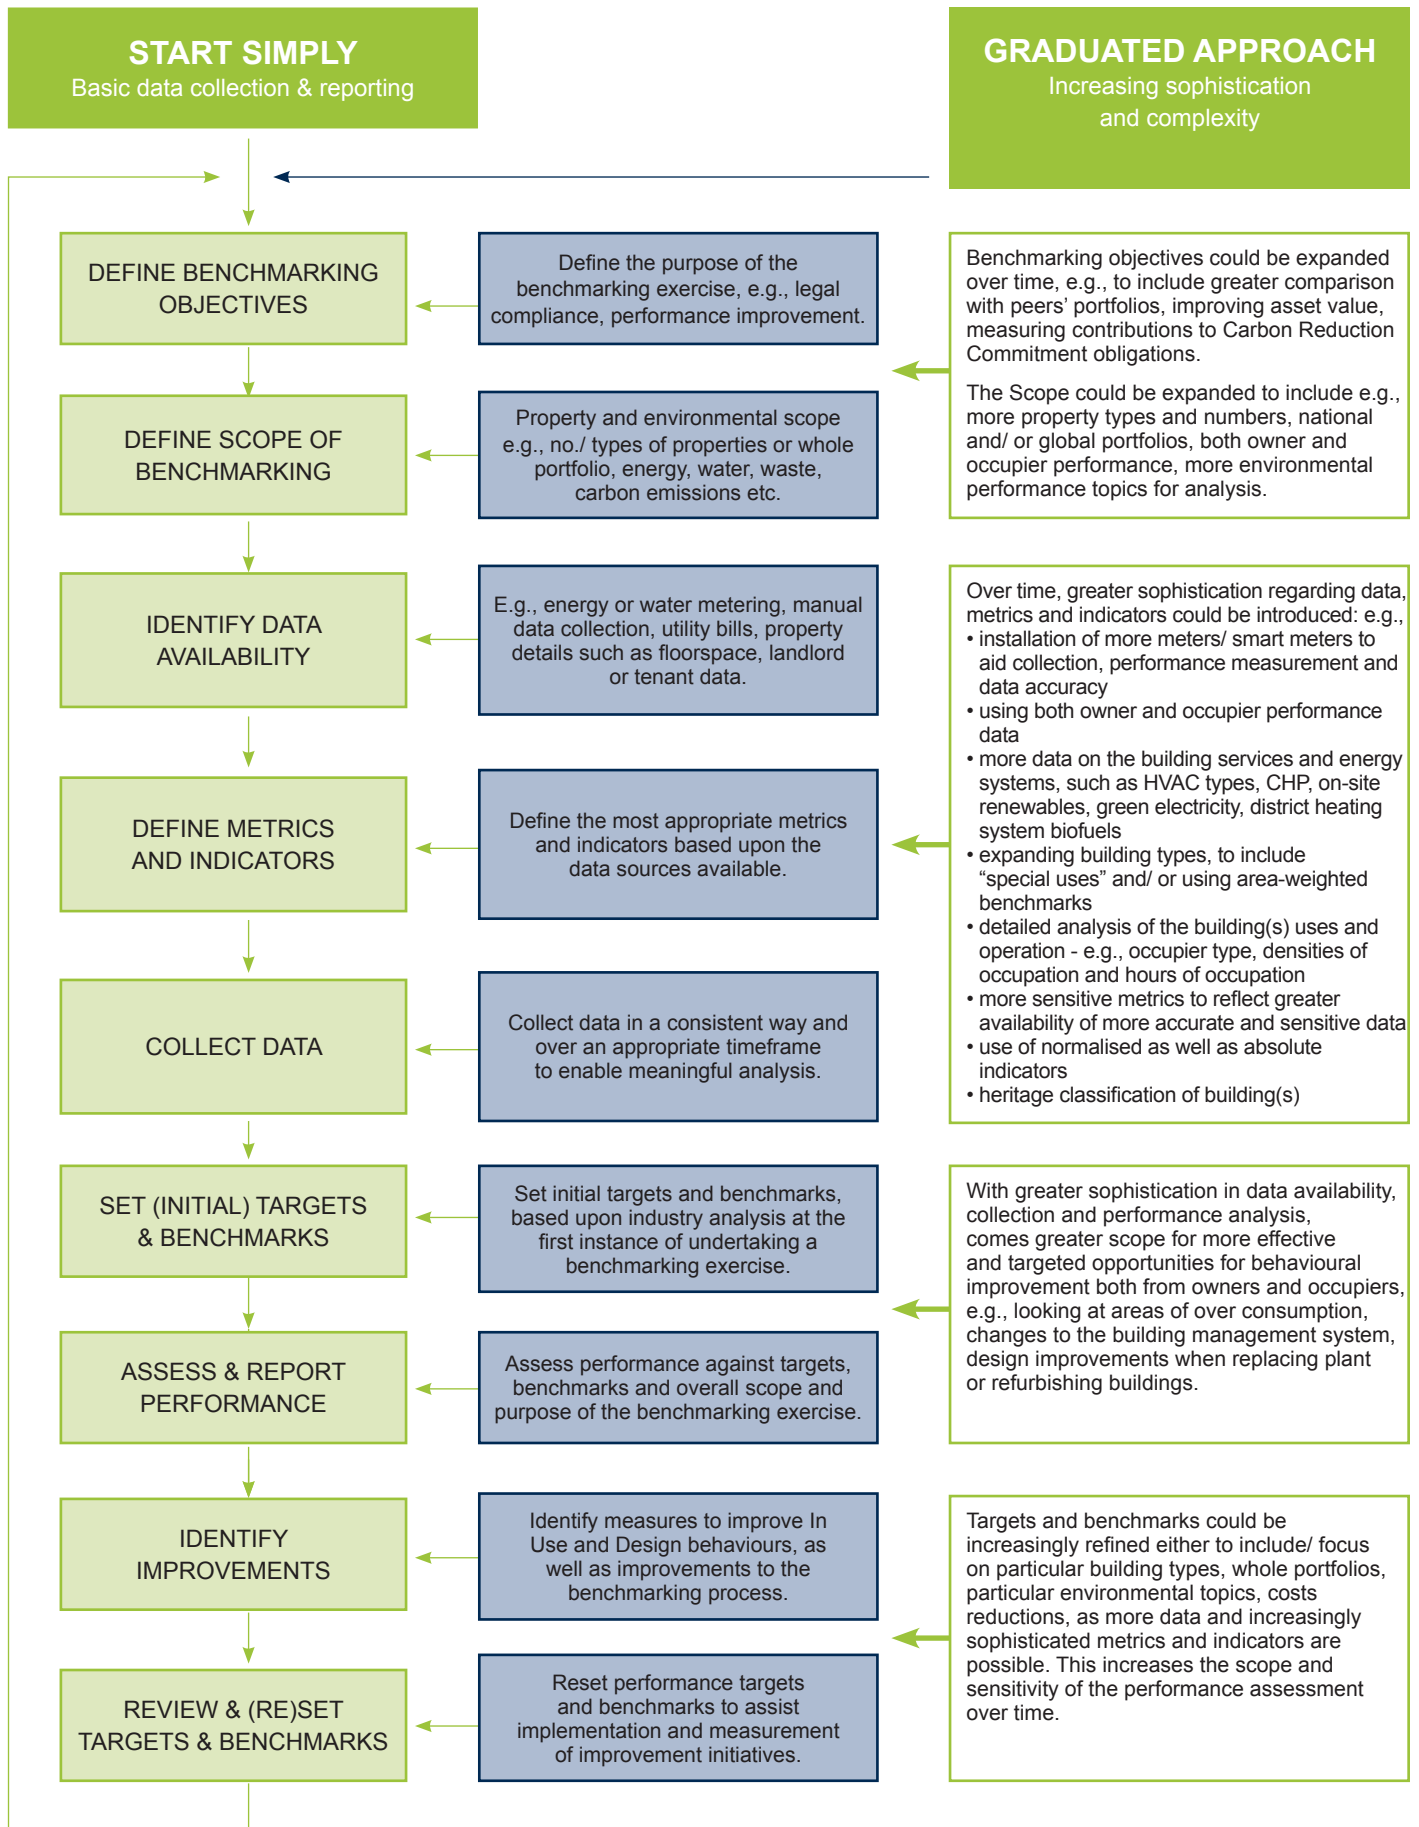 START SIMPLY
Basic data collection & reporting
GRADUATED APPROACH
Increasing sophistication
and complexity
DEFINE BENCHMARKING
OBJECTIVES
Define the purpose of the
benchmarking exercise, e.g., legal
compliance, performance improvement.
Benchmarking objectives could be expanded
over time, e.g., to include greater comparison
with peers’ portfolios, improving asset value,
measuring contributions to Carbon Reduction
Commitment obligations.
The Scope could be expanded to include e.g.,
more property types and numbers, national
and/ or global portfolios, both owner and
occupier performance, more environmental
performance topics for analysis.
DEFINE SCOPE OF
BENCHMARKING
Property and environmental scope
e.g., no./ types of properties or whole
portfolio, energy, water, waste,
carbon emissions etc.
IDENTIFY DATA
AVAILABILITY
E.g., energy or water metering, manual
data collection, utility bills, property
details such as floorspace, landlord
or tenant data.
Over time, greater sophistication regarding data,
metrics and indicators could be introduced: e.g.,
• installation of more meters/ smart meters to
aid collection, performance measurement and
data accuracy
• using both owner and occupier performance
data
• more data on the building services and energy
systems, such as HVAC types, CHP, on-site
renewables, green electricity, district heating
system biofuels
• expanding building types, to include
“special uses” and/ or using area-weighted
benchmarks
• detailed analysis of the building(s) uses and
operation - e.g., occupier type, densities of
occupation and hours of occupation
• more sensitive metrics to reflect greater
availability of more accurate and sensitive data
• use of normalised as well as absolute
indicators
• heritage classification of building(s)
DEFINE METRICS
AND INDICATORS
Define the most appropriate metrics
and indicators based upon the
data sources available.
COLLECT DATA
Collect data in a consistent way and
over an appropriate timeframe
to enable meaningful analysis.
SET (INITIAL) TARGETS
& BENCHMARKS
Set initial targets and benchmarks,
based upon industry analysis at the
first instance of undertaking a
benchmarking exercise.
With greater sophistication in data availability,
collection and performance analysis,
comes greater scope for more effective
and targeted opportunities for behavioural
improvement both from owners and occupiers,
e.g., looking at areas of over consumption,
changes to the building management system,
design improvements when replacing plant
or refurbishing buildings.
ASSESS & REPORT
PERFORMANCE
Assess performance against targets,
benchmarks and overall scope and
purpose of the benchmarking exercise.
IDENTIFY
IMPROVEMENTS
Identify measures to improve In
Use and Design behaviours, as
well as improvements to the
benchmarking process.
Targets and benchmarks could be
increasingly refined either to include/ focus
on particular building types, whole portfolios,
particular environmental topics, costs
reductions, as more data and increasingly
sophisticated metrics and indicators are
possible. This increases the scope and
sensitivity of the performance assessment
over time.
REVIEW & (RE)SET
TARGETS & BENCHMARKS
Reset performance targets
and benchmarks to assist
implementation and measurement
of improvement initiatives.